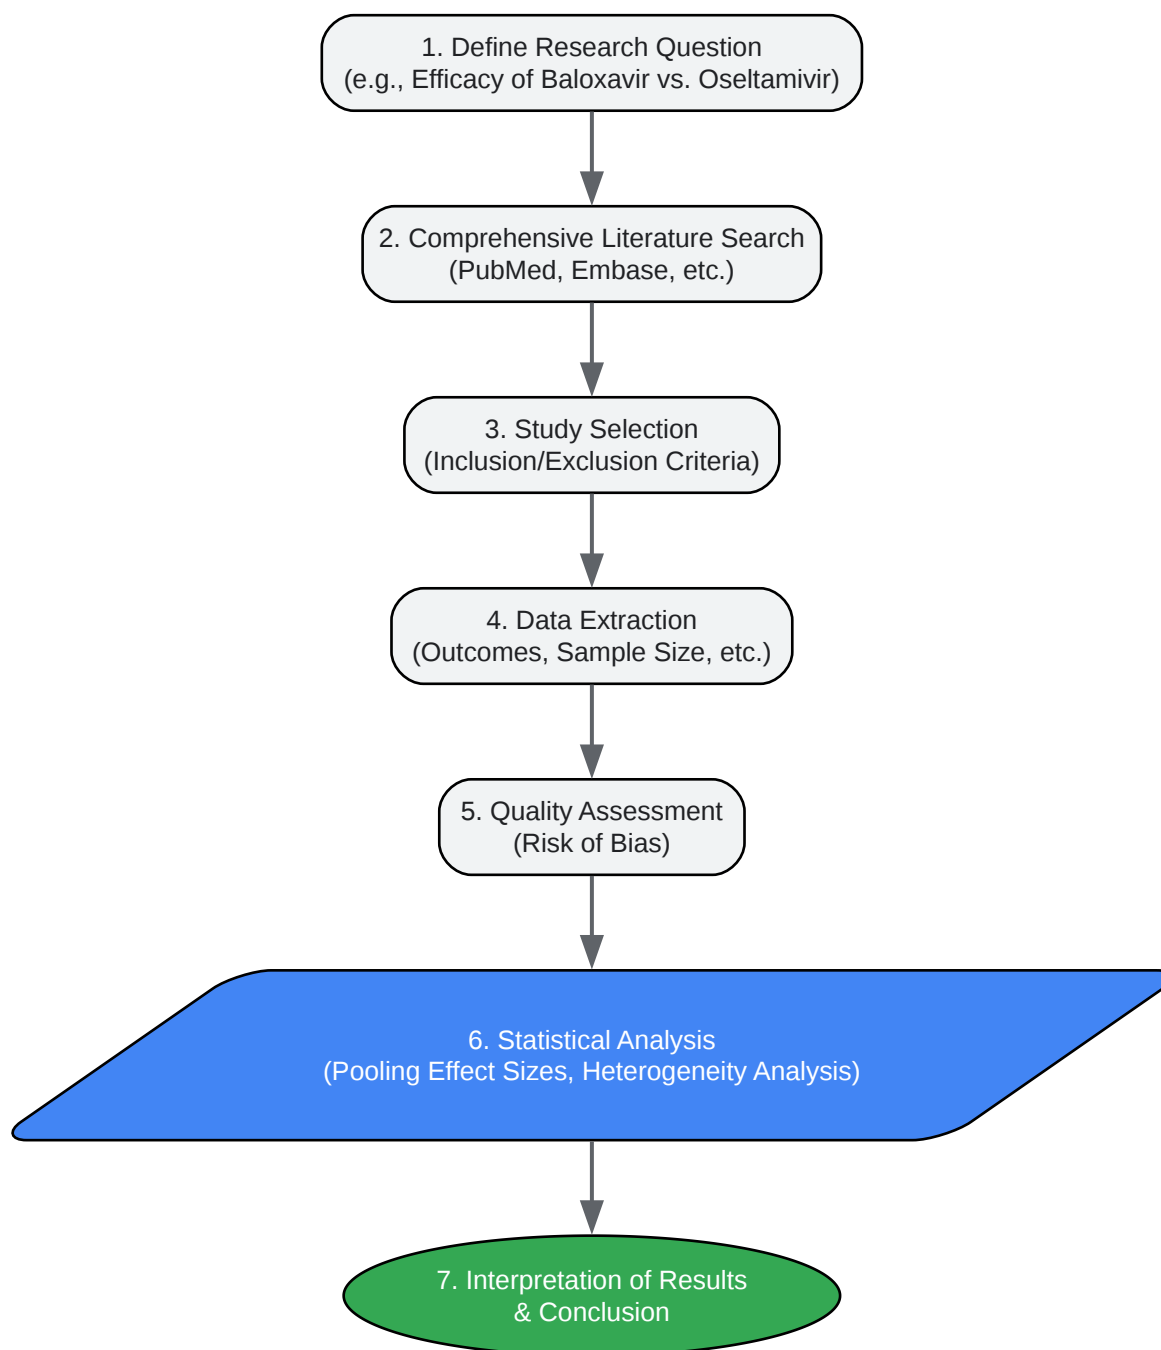 1. Define Research Question
(e.g., Efficacy of Baloxavir vs. Oseltamivir)
2. Comprehensive Literature Search
(PubMed, Embase, etc.)
3. Study Selection
(Inclusion/Exclusion Criteria)
4. Data Extraction
(Outcomes, Sample Size, etc.)
5. Quality Assessment
(Risk of Bias)
6. Statistical Analysis
(Pooling Effect Sizes, Heterogeneity Analysis)
7. Interpretation of Results
& Conclusion